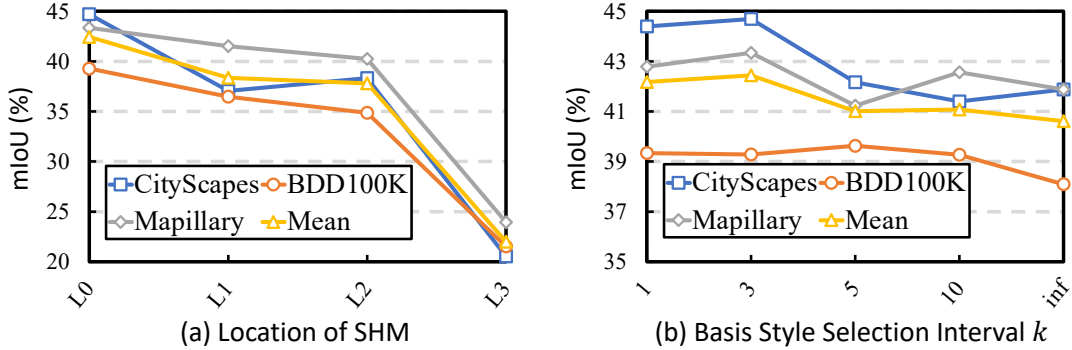 mIoU (%)
45
40
35
30
25
20
CityScapes
BDD100K
Mapillary
Mean
L0
L1
L2
L3
(a) Location of SHM
mIoU (%)
45
43
41
39
37
35
CityScapes
BDD100K
Mapillary
Mean
1
3
5
10
inf
(b) Basis Style Selection Interval k